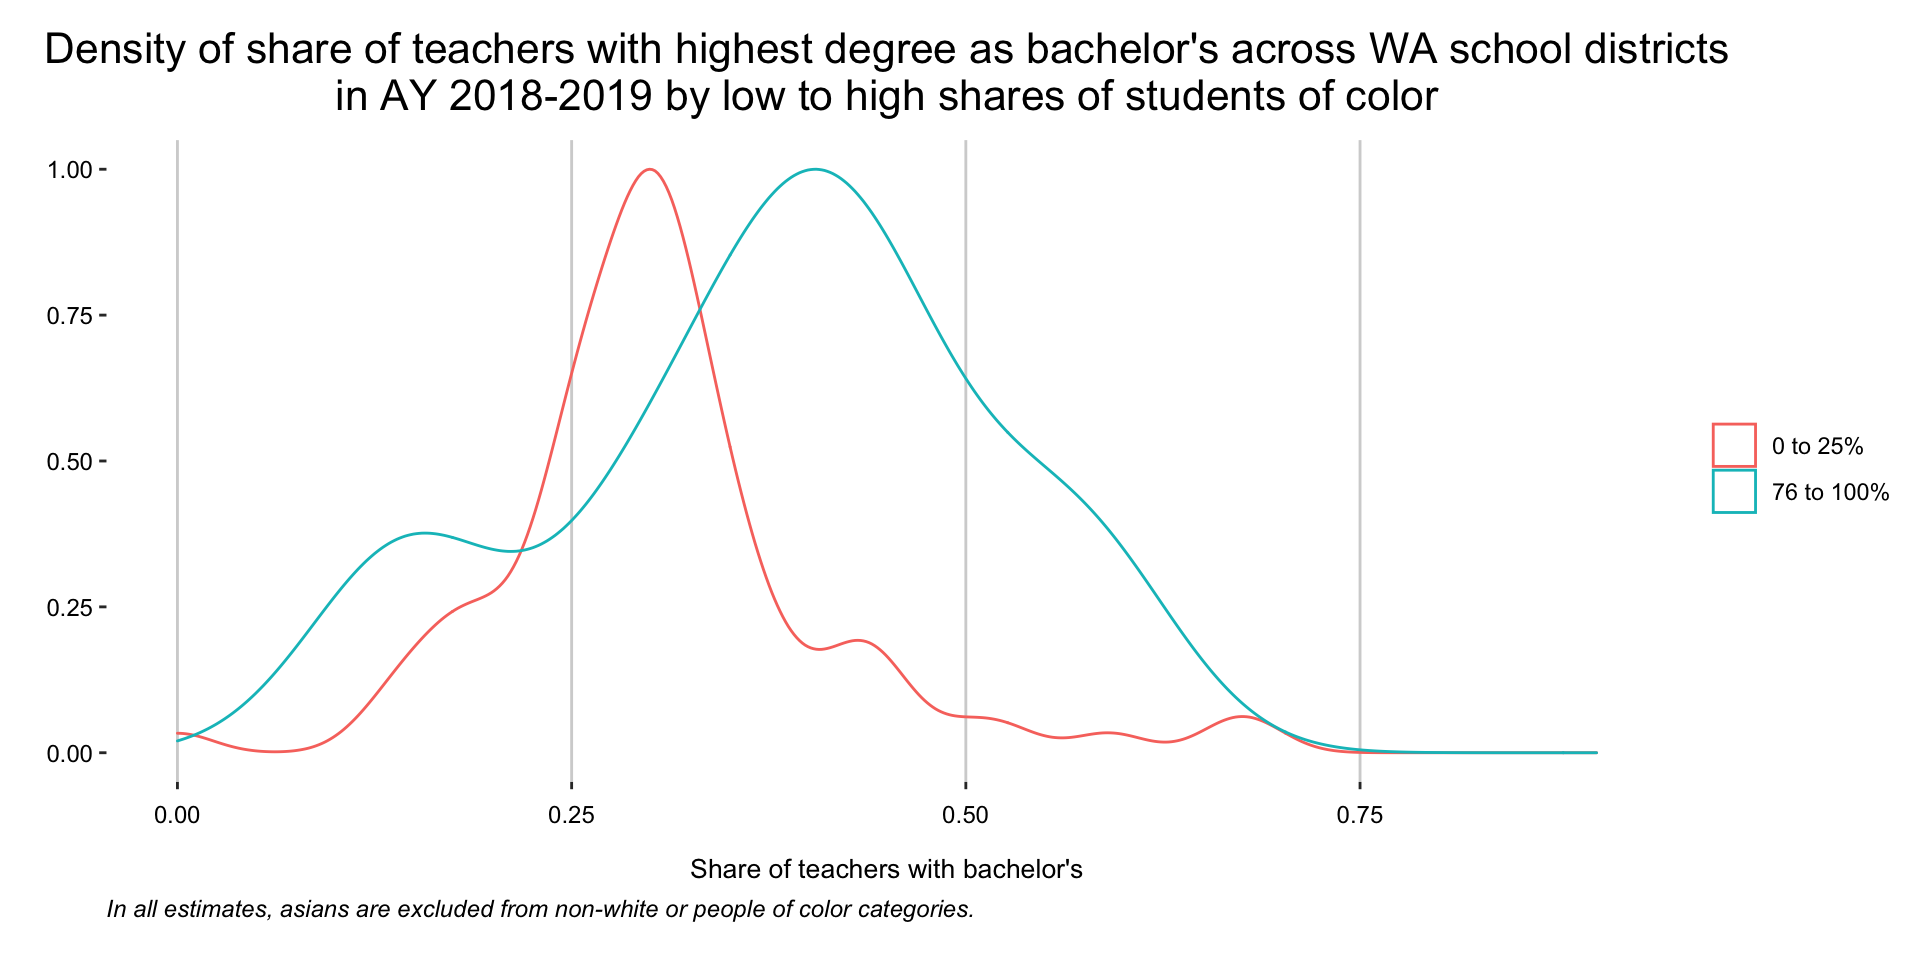 Density of share of teachers with highest degree as bachelor's across WA school districts
in AY 2018-2019 by low to high shares of students of color
1.00
0.75
0.50
0.25
0.00
0 to 25%
76 to 100%
0.00 0.25 0.50 0.75
Share of teachers with bachelor's
In all estimates, asians are excluded from non-white or people of color categories.